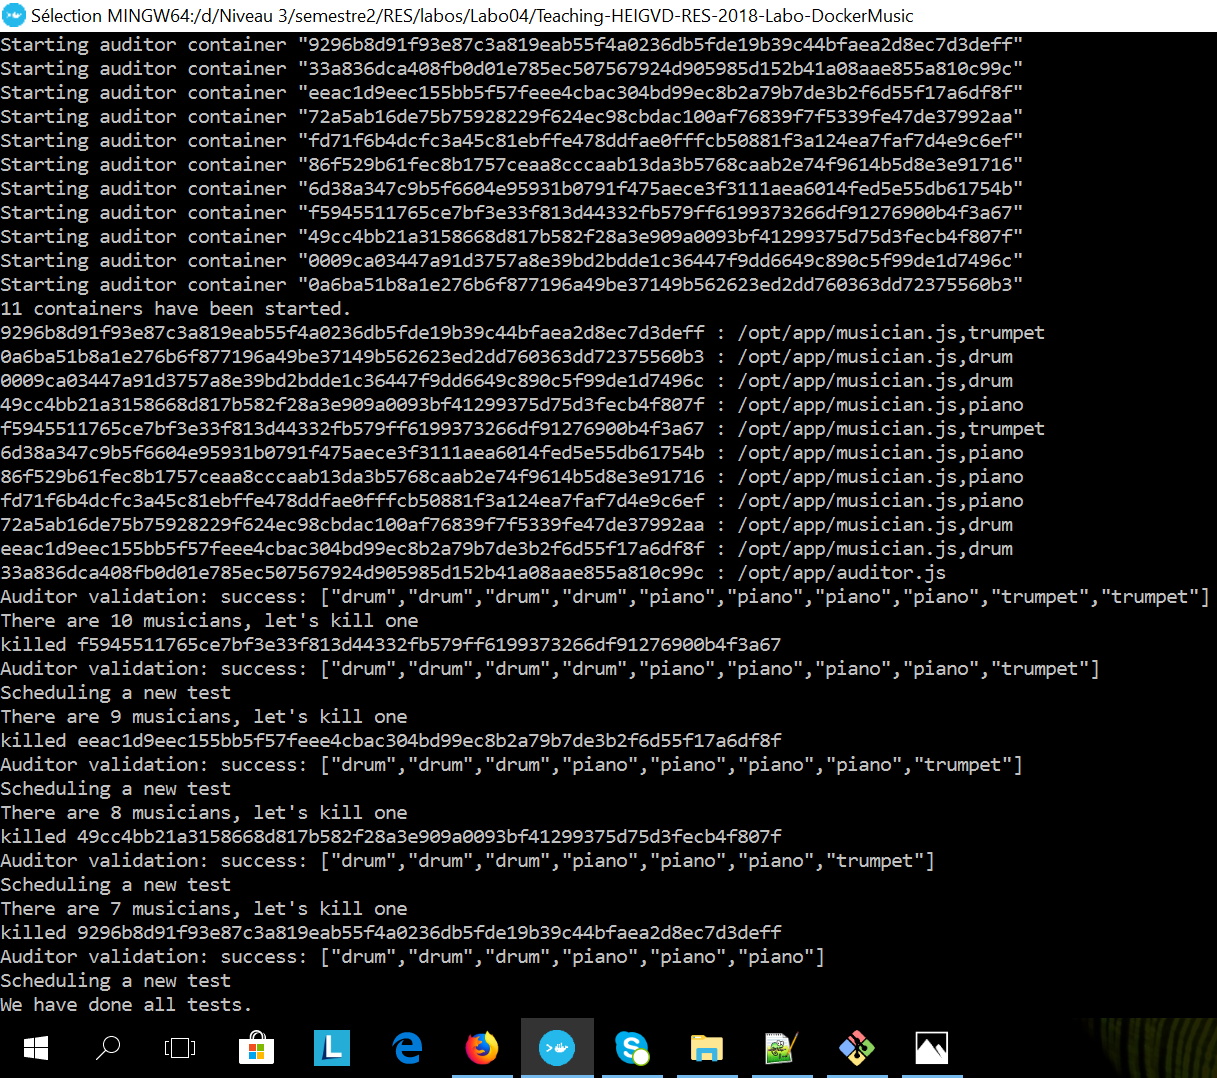 Sélection MINGW64:/d/Niveau 3/semestre2/RES/labos/Labo04/Teaching-HEIGVD-RES-2018-Labo-DockerMusic
Starting auditor container "9296b8d91f93e87c3a819eab55f4a0236db5fde19b39c44bfaea2d8ec7d3deff"
Starting auditor container "33a836dca408fb0d01e785ec507567924d905985d152b41a08aae855a810c99c"
Starting auditor container "eeac1d9eec155bb5f57feee4cbac304bd99ec8b2a79b7de3b2f6d55f17a6df8f"
Starting auditor container "72a5ab16de75b75928229f624ec98cbdac100af76839f7f5339fe47de37992aa"
Starting auditor container "fd71f6b4dcfc3a45c81ebffe478ddfae0fffcb50881f3a124ea7faf7d4e9c6ef"
Starting auditor container "86f529b61fec8b1757ceaa8cccaab13da3b5768caab2e74f9614b5d8e3e91716"
Starting auditor container "6d38a347c9b5f6604e95931b0791f475aece3f3111aea6014fed5e55db61754b"
Starting auditor container "f5945511765ce7bf3e33f813d44332fb579ff6199373266df91276900b4f3a67"
Starting auditor container "49cc4bb21a3158668d817b582f28a3e909a0093bf41299375d75d3fecb4f807f"
Starting auditor container "0009ca03447a91d3757a8e39bd2bdde1c36447f9dd6649c890c5f99de1d7496c"
Starting auditor container "0a6ba51b8a1e276b6f877196a49be37149b562623ed2dd760363dd72375560b3"
11 containers have been started.
9296b8d91f93e87c3a819eab55f4a0236db5fde19b39c44bfaea2d8ec7d3deff : /opt/app/musician.js,trumpet
0a6ba51b8a1e276b6f877196a49be37149b562623ed2dd760363dd72375560b3 : /opt/app/musician.js,drum
0009ca03447a91d3757a8e39bd2bdde1c36447f9dd6649c890c5f99de1d7496c : /opt/app/musician.js,drum
49cc4bb21a3158668d817b582f28a3e909a0093bf41299375d75d3fecb4f807f : /opt/app/musician.js,piano
f5945511765ce7bf3e33f813d44332fb579ff6199373266df91276900b4f3a67 : /opt/app/musician.js,trumpet
6d38a347c9b5f6604e95931b0791f475aece3f3111aea6014fed5e55db61754b : /opt/app/musician.js,piano
86f529b61fec8b1757ceaa8cccaab13da3b5768caab2e74f9614b5d8e3e91716 : /opt/app/musician.js,piano
fd71f6b4dcfc3a45c81ebffe478ddfae0fffcb50881f3a124ea7faf7d4e9c6ef : /opt/app/musician.js,piano
72a5ab16de75b75928229f624ec98cbdac100af76839f7f5339fe47de37992aa : /opt/app/musician.js,drum
eeac1d9eec155bb5f57feee4cbac304bd99ec8b2a79b7de3b2f6d55f17a6df8f : /opt/app/musician.js,drum
33a836dca408fb0d01e785ec507567924d905985d152b41a08aae855a810c99c : /opt/app/auditor.js
Auditor validation: success: ["drum","drum","drum","drum","piano","piano","piano","piano","trumpet","trumpet"]
There are 10 musicians, let's kill one
killed f5945511765ce7bf3e33f813d44332fb579ff6199373266df91276900b4f3a67
Auditor validation: success: ["drum","drum","drum","drum","piano","piano","piano","piano","trumpet"]
Scheduling a new test
There are 9 musicians, let's kill one
killed eeac1d9eec155bb5f57feee4cbac304bd99ec8b2a79b7de3b2f6d55f17a6df8f
Auditor validation: success: ["drum","drum","drum","piano","piano","piano","piano","trumpet"]
Scheduling a new test
There are 8 musicians, let's kill one
killed 49cc4bb21a3158668d817b582f28a3e909a0093bf41299375d75d3fecb4f807f
Auditor validation: success: ["drum","drum","drum","piano","piano","piano","trumpet"]
Scheduling a new test
There are 7 musicians, let's kill one
killed 9296b8d91f93e87c3a819eab55f4a0236db5fde19b39c44bfaea2d8ec7d3deff
Auditor validation: success: ["drum","drum","drum","piano","piano","piano"]
Scheduling a new test
We have done all tests.